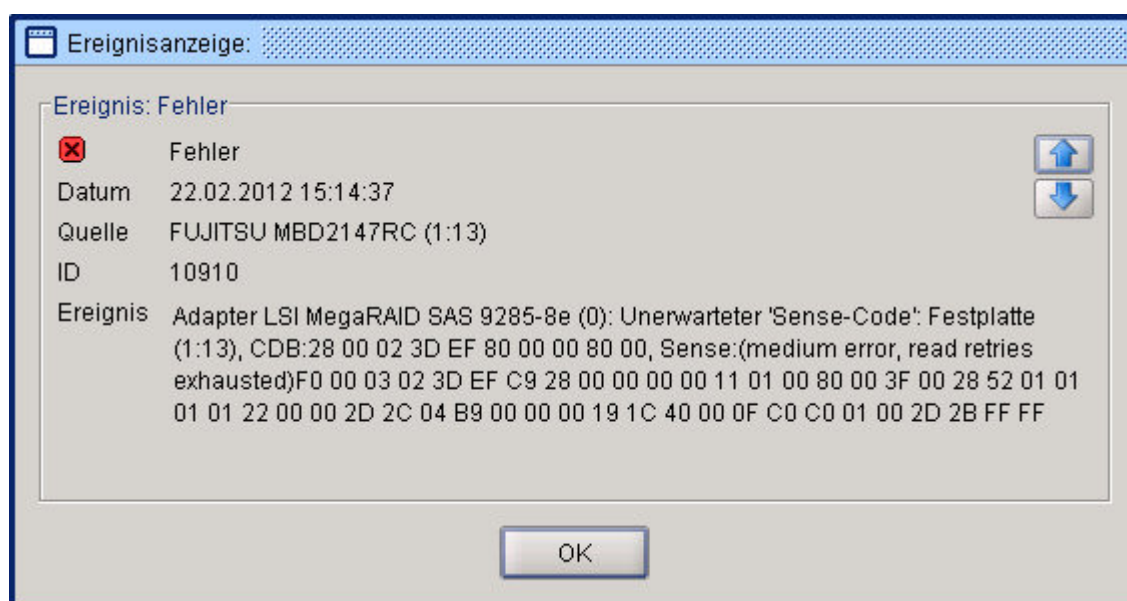 Ereignisanzeige:
Ereignis: Fehler
Fehler
Datum 22.02.2012 15:14:37
Quelle FUJITSU MBD2147RC (1:13)
ID 10910
Ereignis Adapter LSI MegaRAID SAS 9285-8e (0): Unerwarteter 'Sense-Code': Festplatte
(1:13), CDB:28 00 02 3D EF 80 00 00 80 00, Sense:(medium error, read retries
exhausted)F0 00 03 02 3D EF C9 28 00 00 00 00 11 01 00 80 00 3F 00 28 52 01 01
01 01 22 00 00 2D 2C 04 B9 00 00 00 19 1C 40 00 0F C0 C0 01 00 2D 2B FF FF
OK